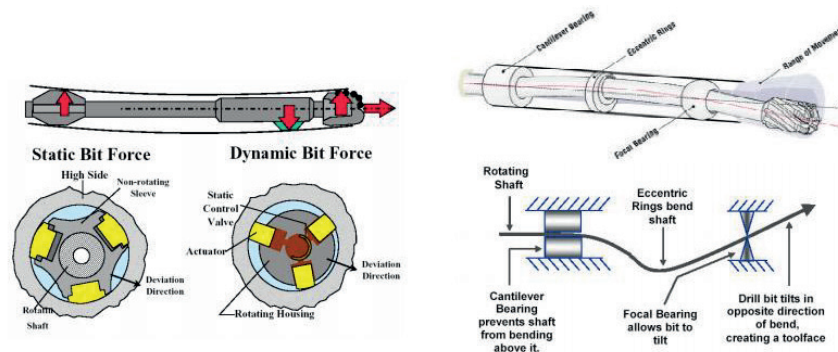 Static Bit Force
Dynamic Bit Force
High Side
Non-rotating
Sleeve
Deviation
Direction
Shaft
Static
Control
Valve
Actuator
Deviation
Direction
Rotating Housing
Cantilever Bearing
Eccentric Rings
Range of Movement
Focal Bearing
Rotating
Shaft
Eccentric
Rings bend
shaft
Cantilever
Bearing
prevents shaft
from bending
above it.
Focal Bearing
allows bit to
tilt
Drill bit tilts in
opposite direction
of bend,
creating a toolface